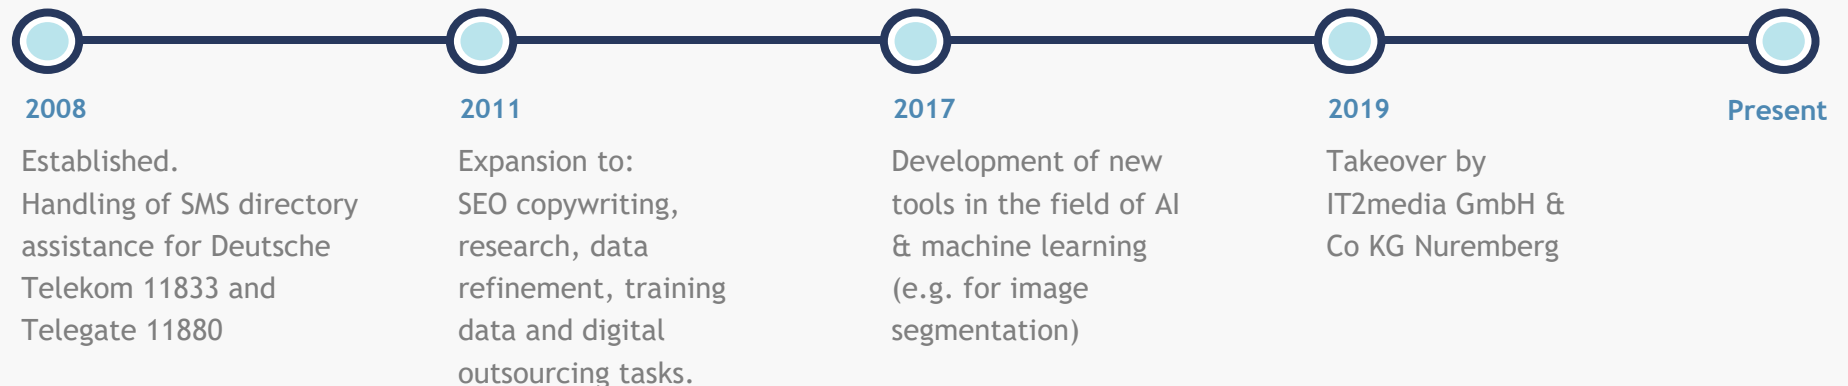 2008
Established.
Handling of SMS directory
assistance for Deutsche
Telekom 11833 and
Telegate 11880
2011
Expansion to:
SEO copywriting,
research, data
refinement, training
data and digital
outsourcing tasks.
2017
Development of new
tools in the field of AI
& machine learning
(e.g. for image
segmentation)
2019
Takeover by
IT2media GmbH &
Co KG Nuremberg
Present